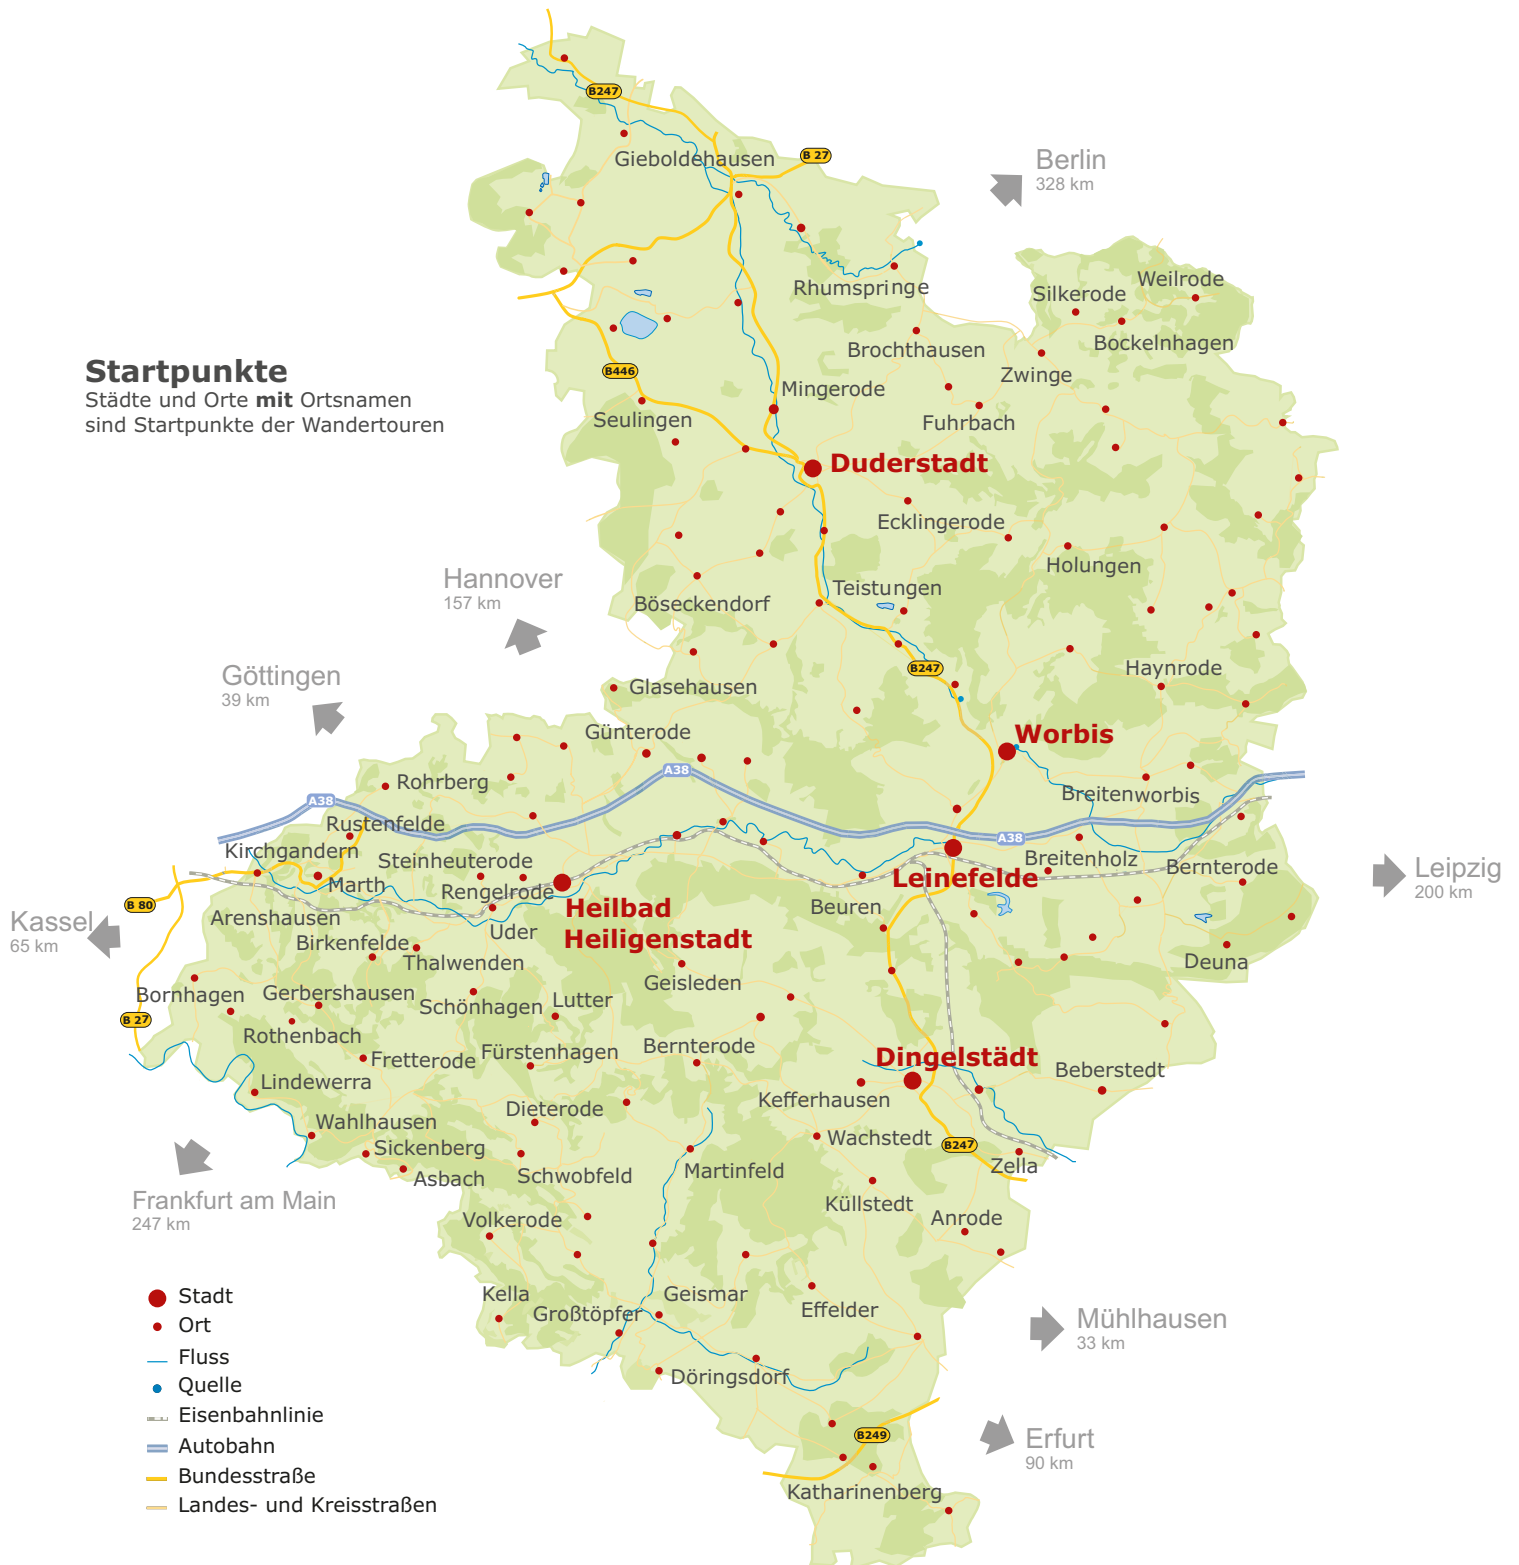 B247
Gieboldehausen
B 27
Berlin
328 km
Rhumspringe
Weilrode
Silkerode
Bockelnhagen
Brochthausen
Zwinge
Startpunkte
Städte und Orte mit Ortsnamen
sind Startpunkte der Wandertouren
B446
Mingerode
Seulingen
Fuhrbach
Duderstadt
Ecklingerode
Holungen
Hannover
157 km
Teistungen
Böseckendorf
Göttingen
39 km
B247
Haynrode
Glasehausen
Günterode
Worbis
A38
Rohrberg
Breitenworbis
A38
Rustenfelde
A38
Kirchgandern
Steinheuterode
Breitenholz
Bernterode
Leipzig
200 km
Marth
Rengelrode
Leinefelde
B 80
Kassel
65 km
Arenshausen
Uder
Heilbad
Heiligenstadt
Beuren
Birkenfelde
Thalwenden
Deuna
Bornhagen
Gerbershausen
Schönhagen
Lutter
Geisleden
B 27
Rothenbach
Fretterode
Fürstenhagen
Bernterode
Dingelstädt
Beberstedt
Lindewerra
Kefferhausen
Dieterode
Wahlhausen
Wachstedt
B247
Sickenberg
Asbach
Schwobfeld
Martinfeld
Zella
Frankfurt am Main
247 km
Küllstedt
Volkerode
Anrode
Kella
Geismar
Großtöpfer
Effelder
Mühlhausen
33 km
Döringsdorf
B249
Erfurt
90 km
Katharinenberg
Stadt
Ort
Fluss
Quelle
Eisenbahnlinie
Autobahn
Bundesstraße
Landes- und Kreisstraßen